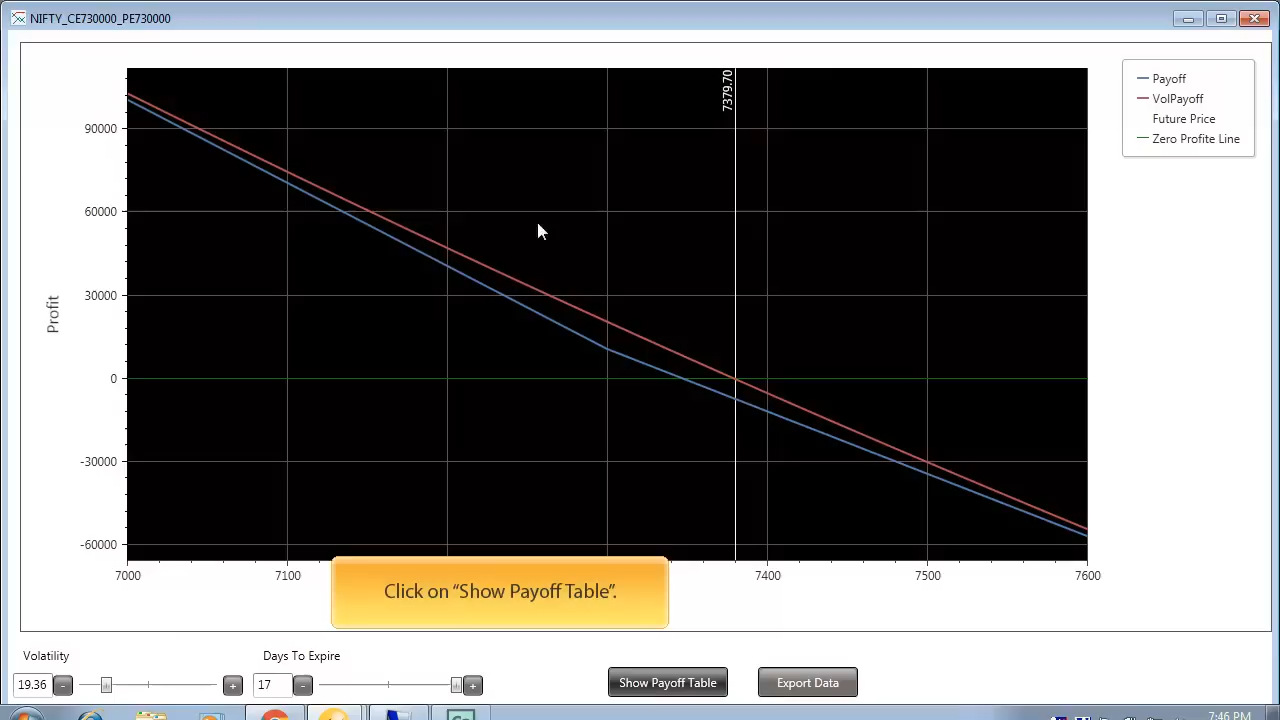 NIFTY_CE730000_PE730000
7379.70
Payoff
VolPayoff
Future Price
Zero Profite Line
90000
60000
30000
0
-30000
-60000
Profit
7000
7100
7400
7500
7600
Click on “Show Payoff Table”.
Volatility
Days To Expire
19.36
-
+
17
-
+
Show Payoff Table
Export Data
7:46 PM